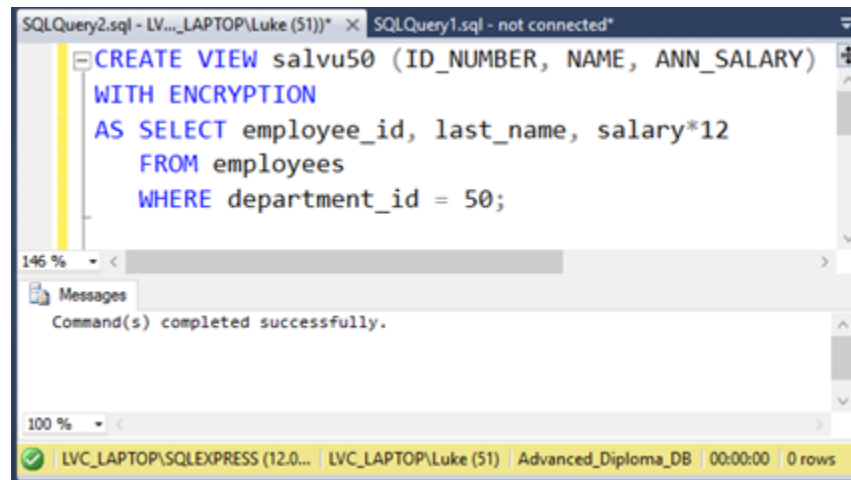 SQLQuery2.sql - LV..._LAPTOP\Luke (51))* SQLQuery1.sql - not connected*
CREATE VIEW salvu50 (ID_NUMBER, NAME, ANN_SALARY)
WITH ENCRYPTION
AS SELECT employee_id, last_name, salary*12
FROM employees
WHERE department_id = 50;
146 %
Messages
Command(s) completed successfully.
100 %
LVC_LAPTOP\SQLEXPRESS (12.0... LVC_LAPTOP\Luke (51) Advanced_Diploma_DB 00:00:00 0 rows